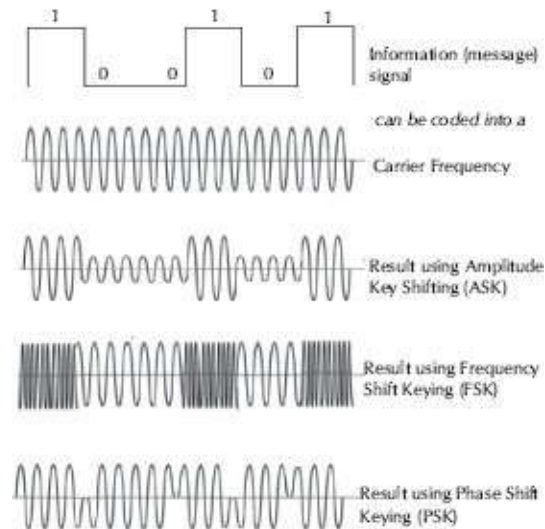 1
1
1
0
0
0
Information (message)
signal
can be coded into a
Carrier Frequency
Result using Amplitude
Key Shifting (ASK)
Result using Frequency
Shift Keying (FSK)
Result using Phase Shift
Keying (PSK)